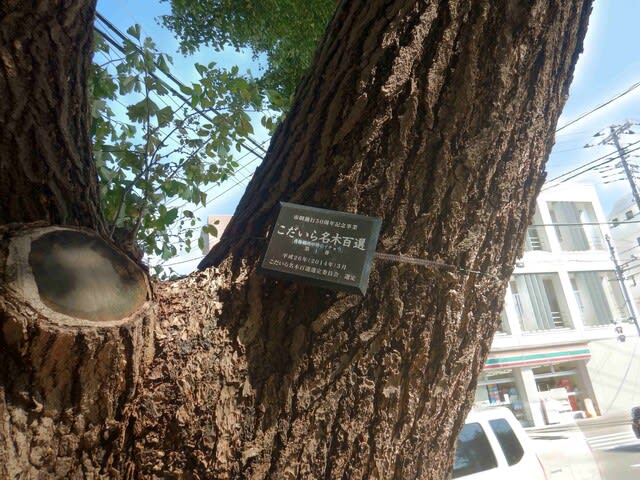 市制施行50周年記念事業
こだいら名木百選
平成26年(2014年)3月
こだいら名木百選選定委員会 選定